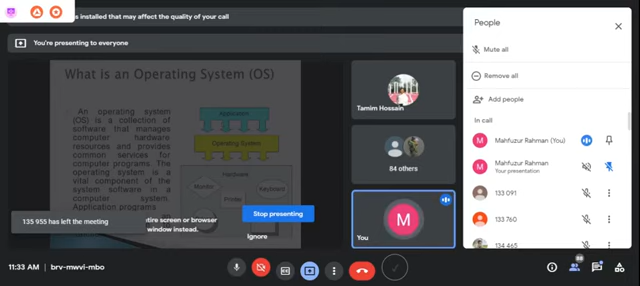 s installed that may affect the quality of your call
You're presenting to everyone
What is an Operating System (OS)
An operating system
(OS) is a collection of
software that manages
computer hardware
resources and provides
common services for
computer programs. The
operating system is a
vital component of the
system software in a
computer system.
Application programs
Application
Operating System
Hardware
Monitor
Keyboard
Printer
135 955 has left the meeting
entire screen or browser
window instead.
Stop presenting
Ignore
Tamim Hossain
84 others
M
You
People
Mute all
Remove all
Add people
In call
M
Mahfuzur Rahman (You)
M
Mahfuzur Rahman
Your presentation
133 091
133 760
134 465
11:33 AM | brv-mwvi-mbo
88